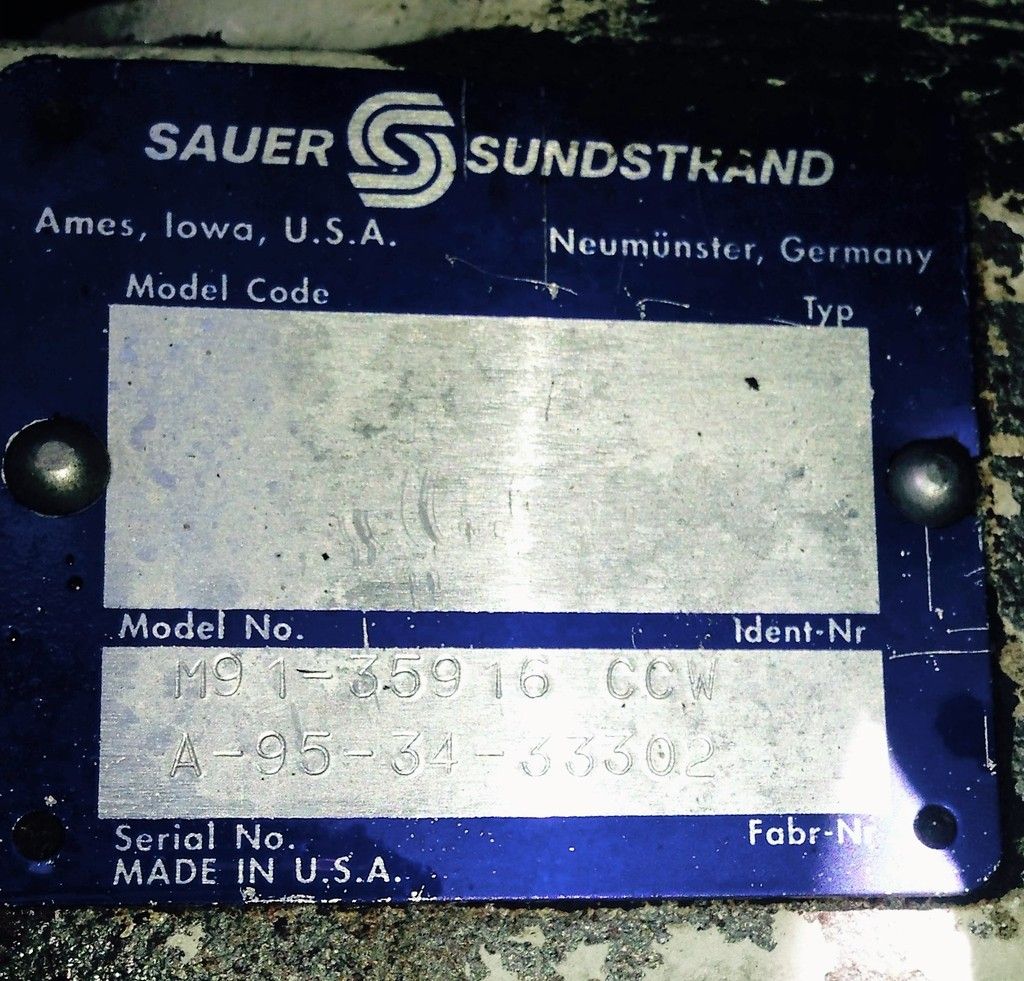 SAUER SUNDSTRAND
Ames, Iowa, U.S.A. Neumünster, Germany
Model Code Typ
Model No. Ident-Nr
M91-35916 CCW
A-95-34-33302
Serial No. Fabr-Nr
MADE IN U.S.A.